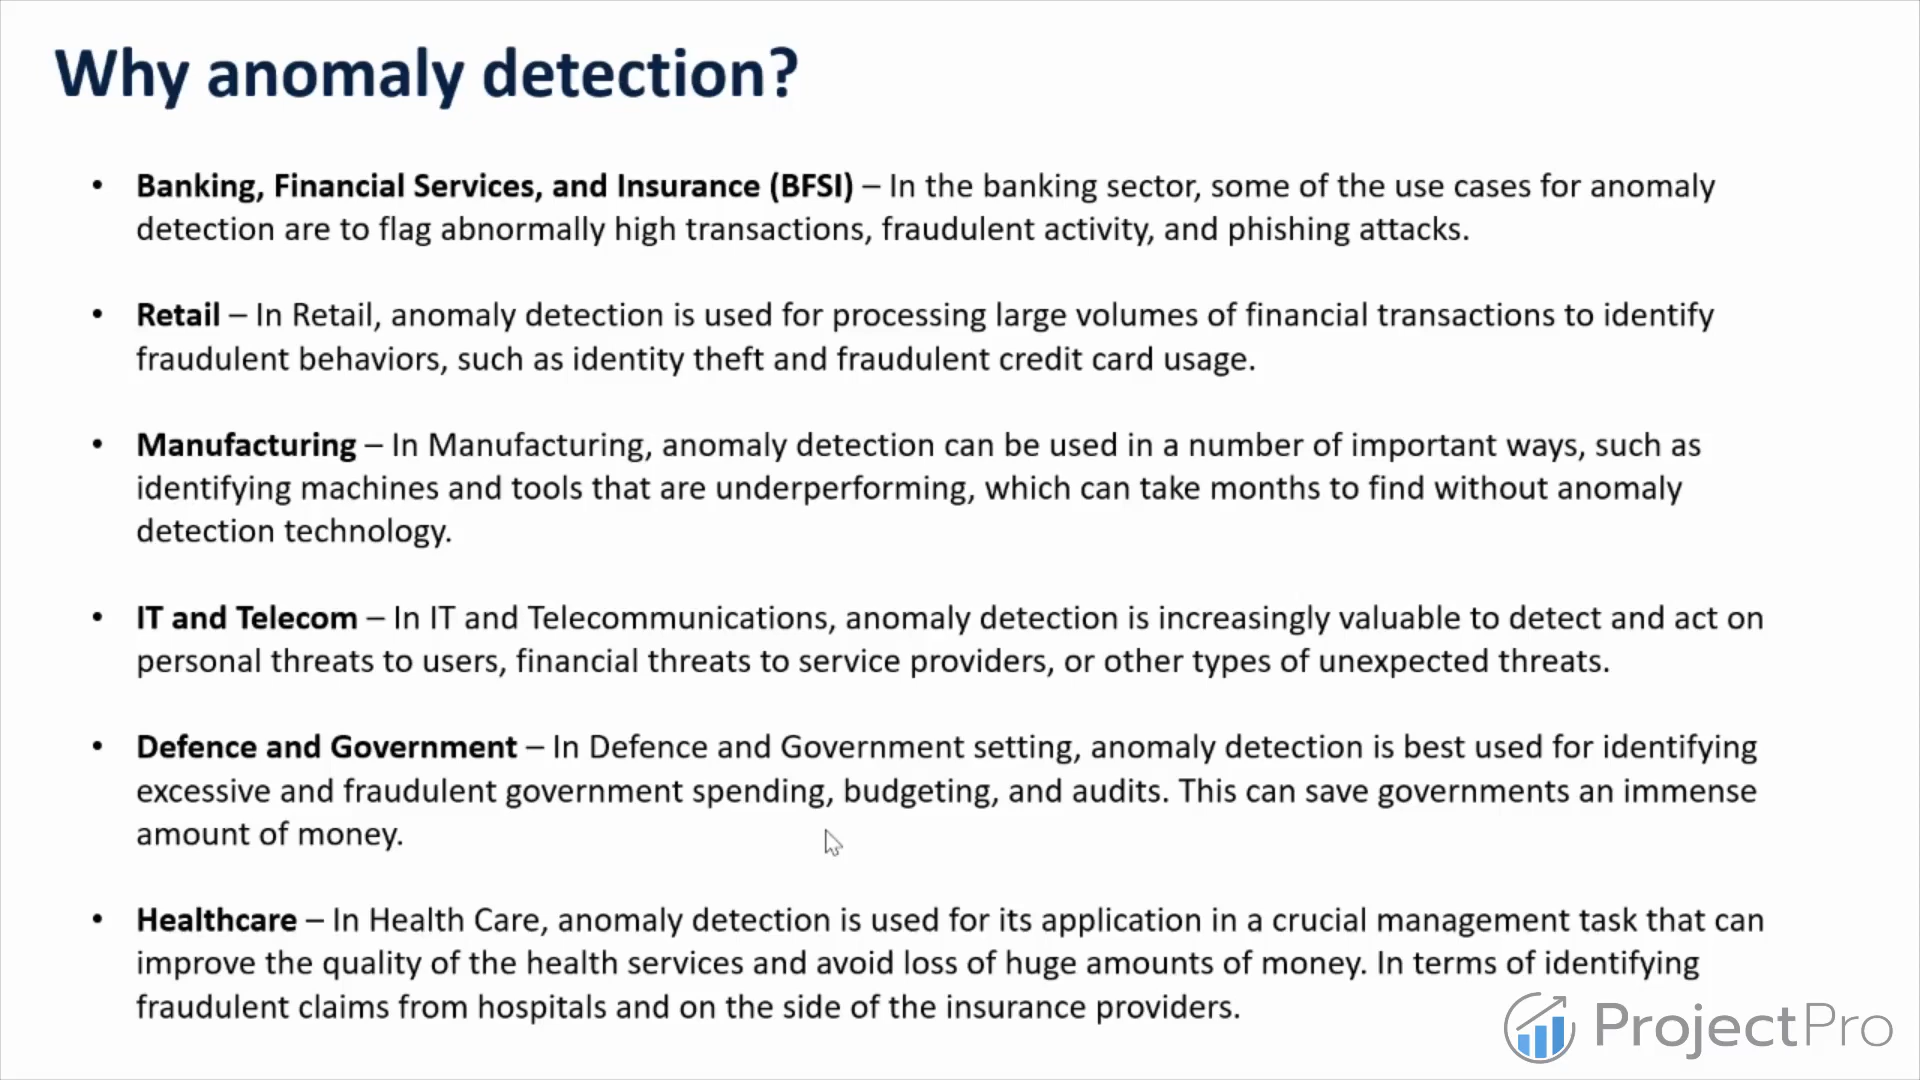 Why anomaly detection?
• Banking, Financial Services, and Insurance (BFSI) – In the banking sector, some of the use cases for anomaly
detection are to flag abnormally high transactions, fraudulent activity, and phishing attacks.
• Retail – In Retail, anomaly detection is used for processing large volumes of financial transactions to identify
fraudulent behaviors, such as identity theft and fraudulent credit card usage.
• Manufacturing – In Manufacturing, anomaly detection can be used in a number of important ways, such as
identifying machines and tools that are underperforming, which can take months to find without anomaly
detection technology.
• IT and Telecom – In IT and Telecommunications, anomaly detection is increasingly valuable to detect and act on
personal threats to users, financial threats to service providers, or other types of unexpected threats.
• Defence and Government – In Defence and Government setting, anomaly detection is best used for identifying
excessive and fraudulent government spending, budgeting, and audits. This can save governments an immense
amount of money.
• Healthcare – In Health Care, anomaly detection is used for its application in a crucial management task that can
improve the quality of the health services and avoid loss of huge amounts of money. In terms of identifying
fraudulent claims from hospitals and on the side of the insurance providers.
ProjectPro